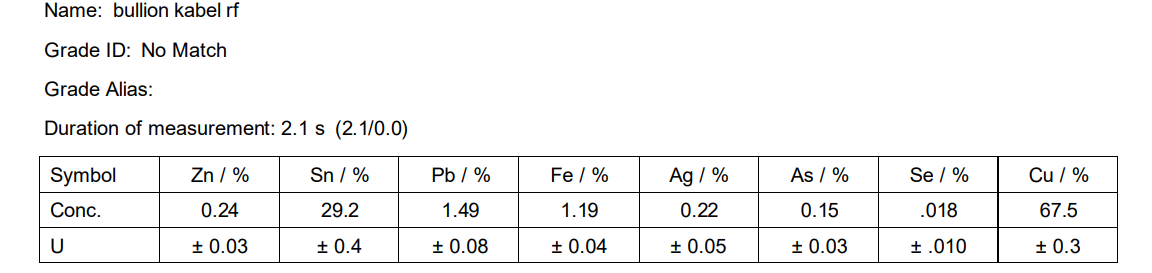 Name: bullion kabel rf
Grade ID: No Match
Grade Alias:
Duration of measurement: 2.1 s (2.1/0.0)
Symbol Zn / % Sn / % Pb / % Fe / % Ag / % As / % Se / % Cu / %
Conc. 0.24 29.2 1.49 1.19 0.22 0.15 .018 67.5
U ± 0.03 ± 0.4 ± 0.08 ± 0.04 ± 0.05 ± 0.03 ± .010 ± 0.3